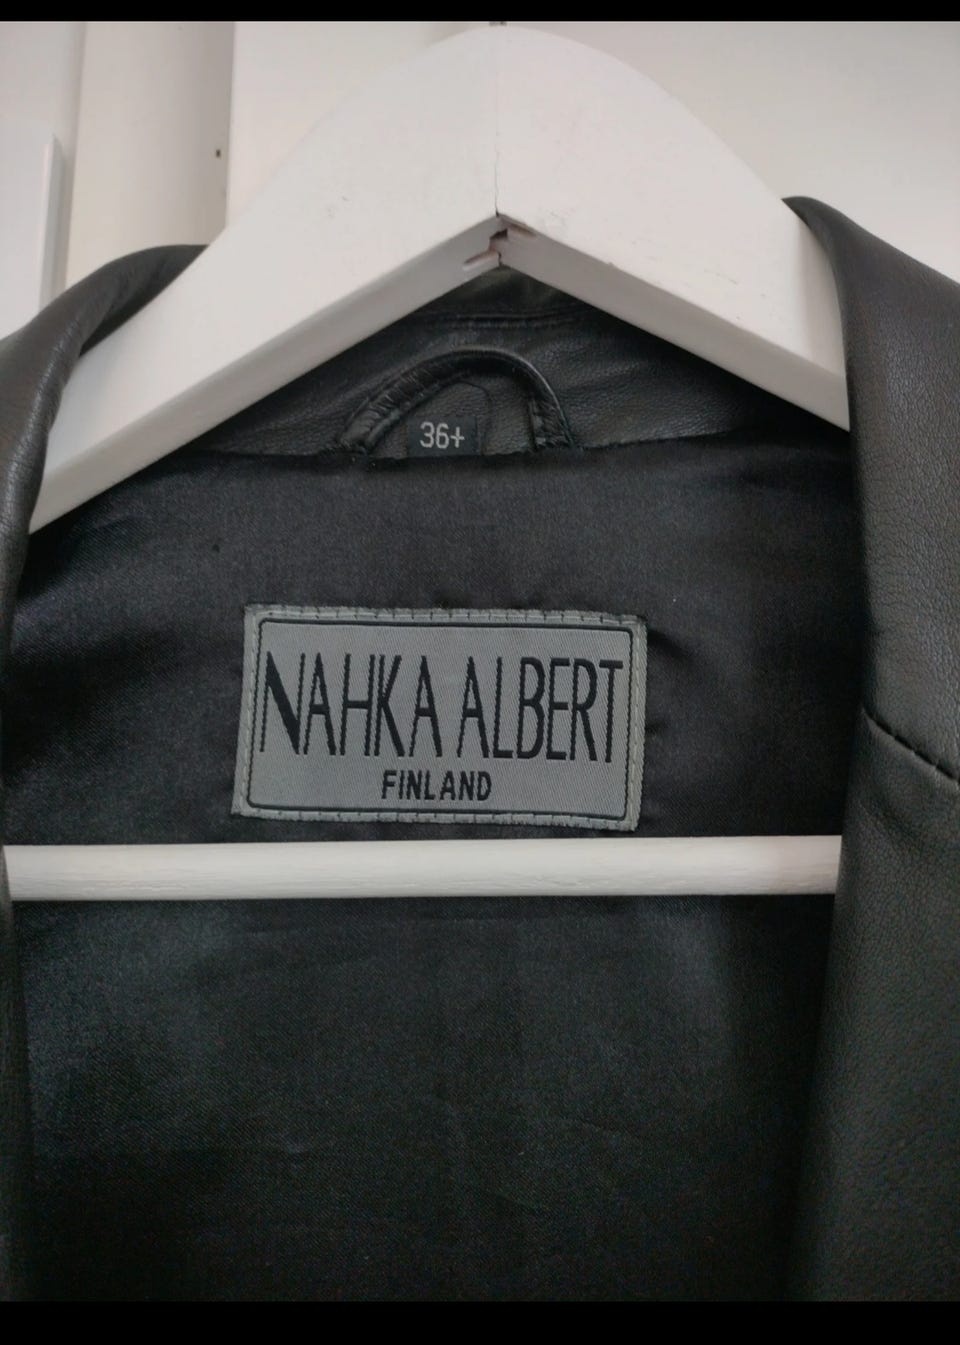 36+
NAHKA ALBERT
FINLAND